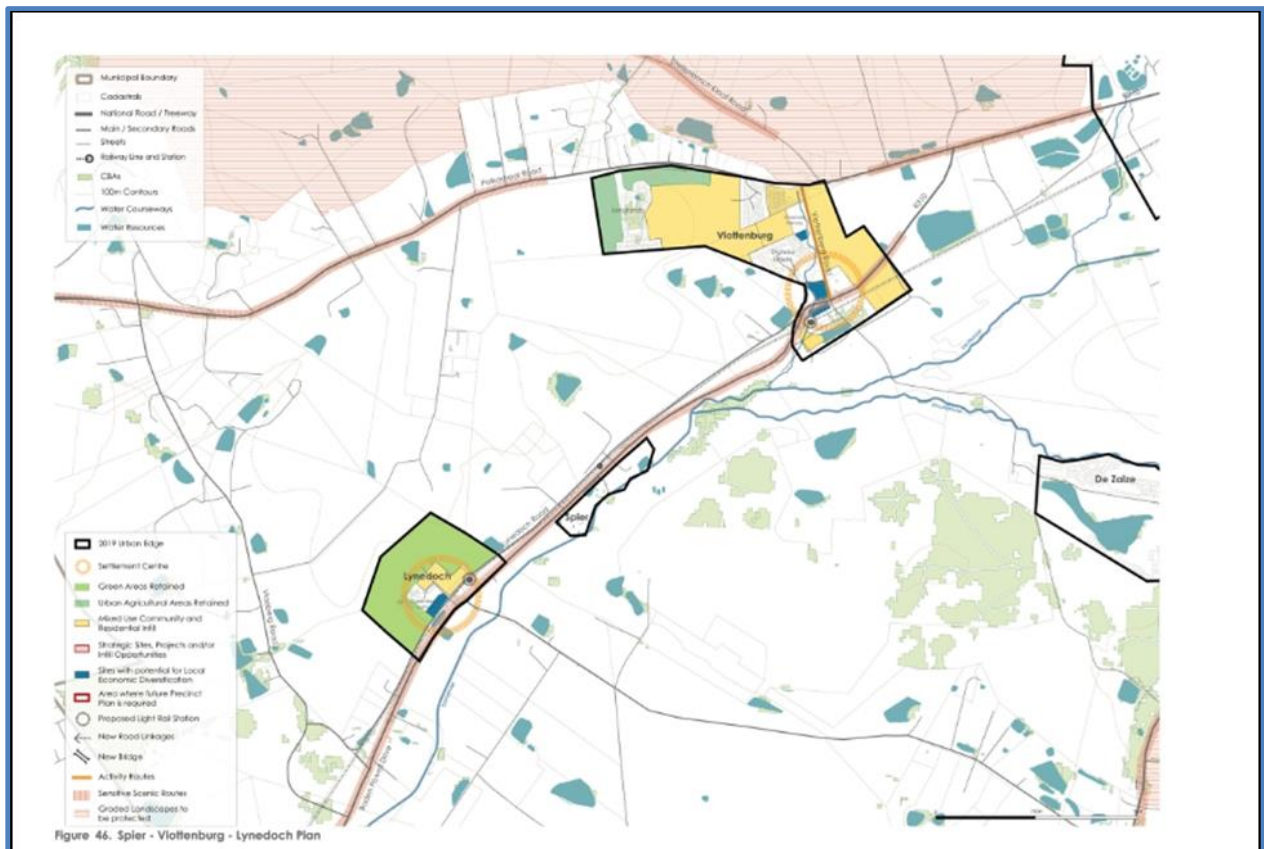 Municipal Boundary
Cadastrals
National Road / Freeway
Main / Secondary Roads
Streets
Railway Line and Station
CBAs
100m Contours
Water Courseways
Water Resources
Polkadraai Road
Vlottenburg
R310
De Zalze
Spier
Lynedoch Road
Lynedoch
Vlaeberg Road
Baden Powell Drive
2019 Urban Edge
Settlement Centre
Green Areas Retained
Urban Agricultural Areas Retained
Mixed Use Community and
Residential Infill
Strategic Sites, Projects and/or
Infill Opportunities
Sites with potential for Local
Economic Diversification
Area where future Precinct
Plan is required
Proposed Light Rail Station
New Road Linkages
New Bridge
Activity Routes
Sensitive Scenic Routes
Graded Landscapes to
be protected
Figure 46. Spier - Vlottenburg - Lynedoch Plan